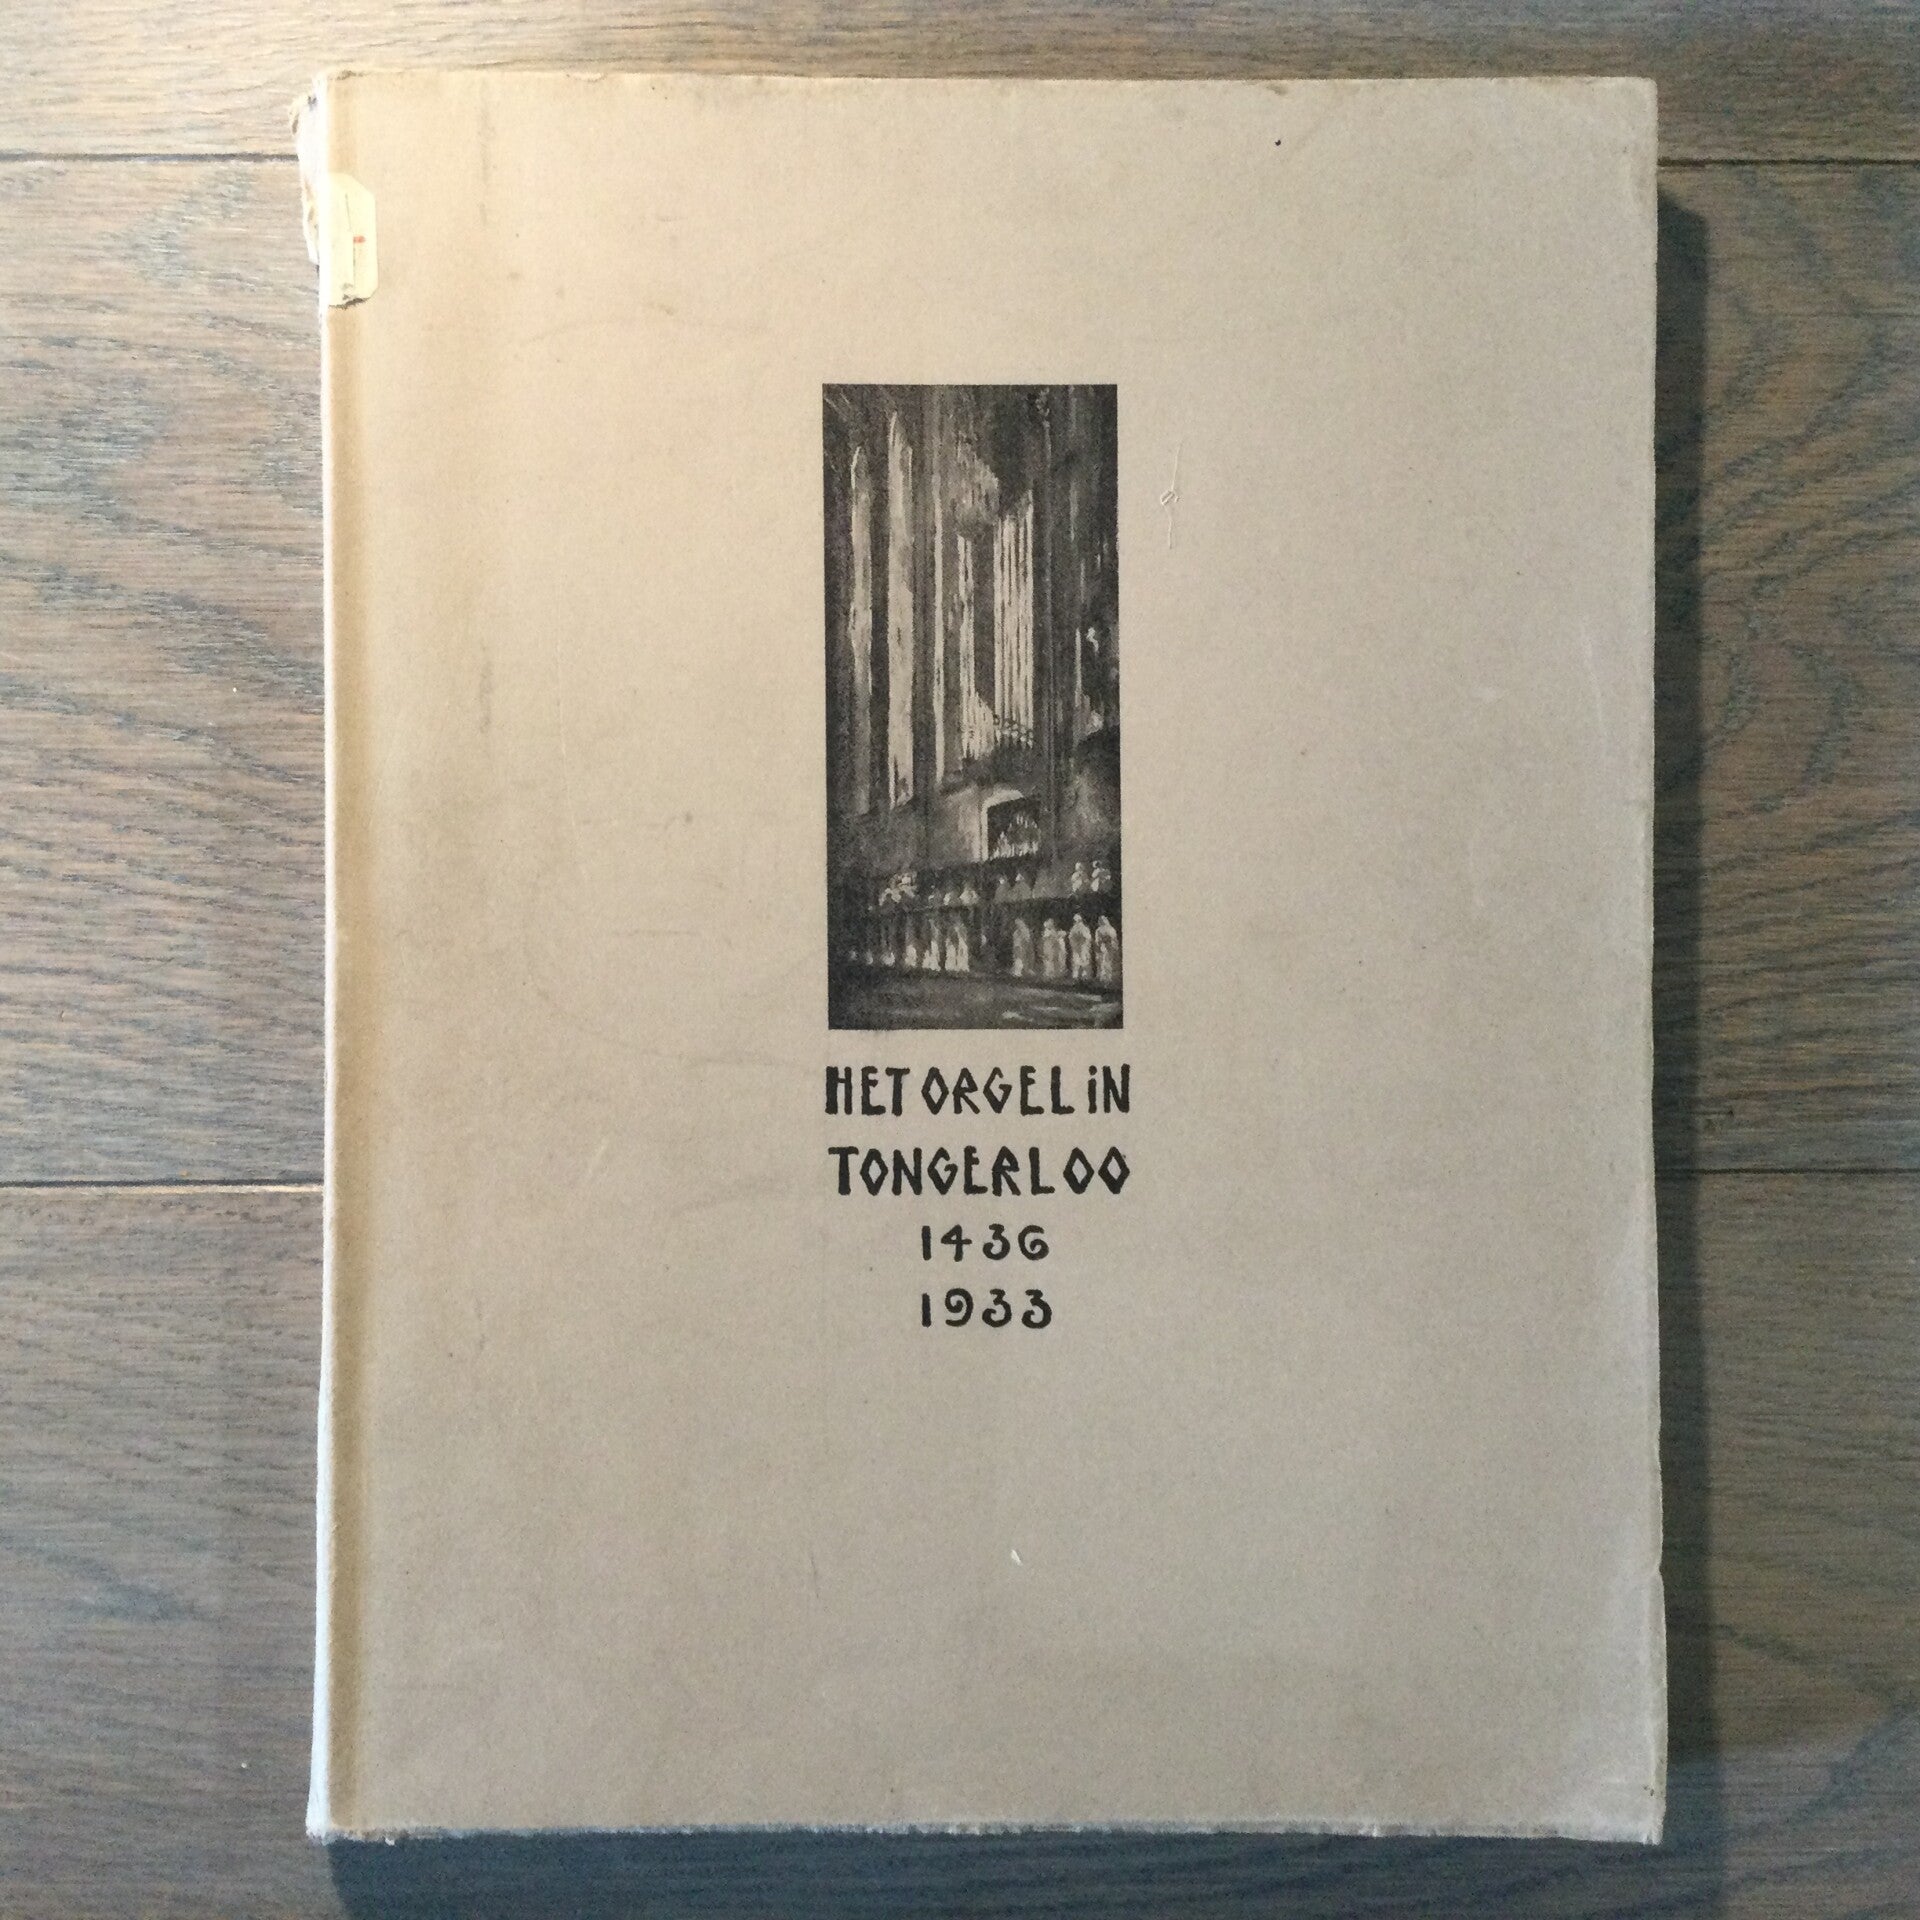 HET ORGEL iN
TONGERLOO
1436
1933